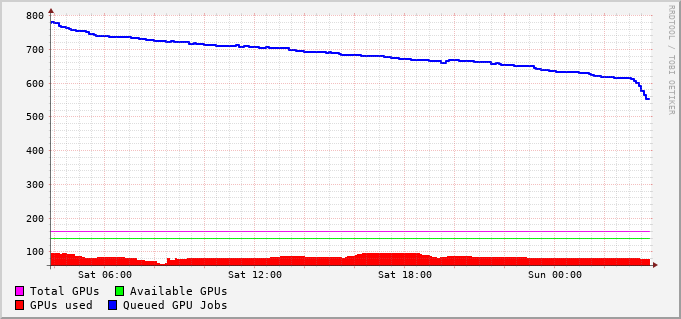 800
700
600
500
400
300
200
100
Sat 06:00 Sat 12:00 Sat 18:00 Sun 00:00
Total GPUs Available GPUs
GPUs used Queued GPU Jobs
RRDTOOL / TOBI OETIKER